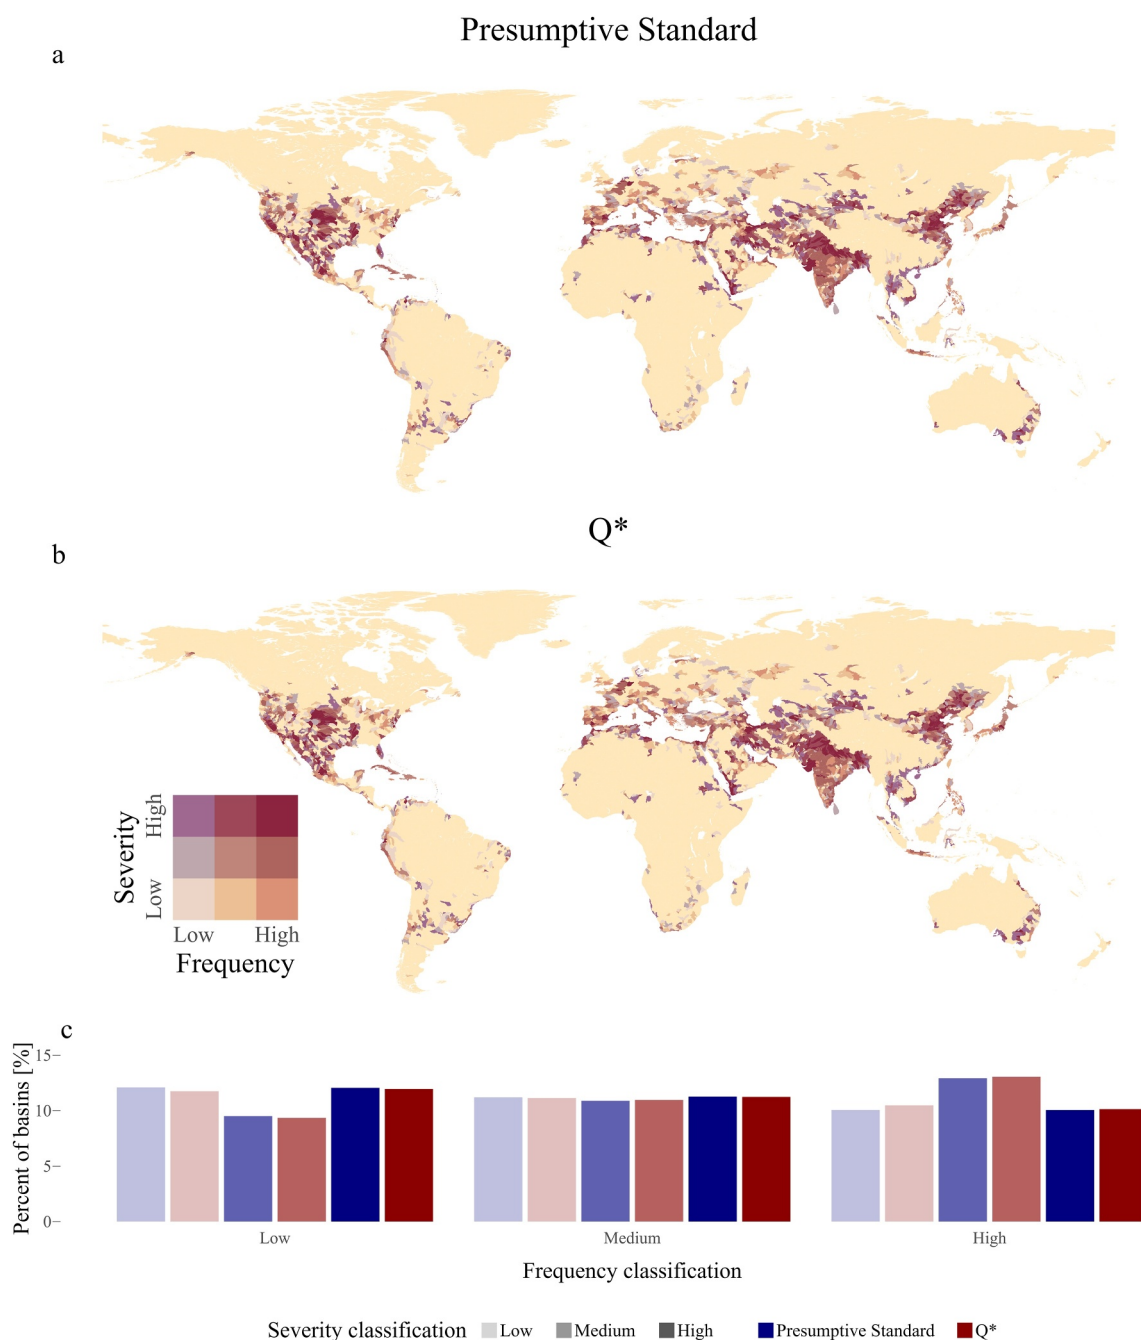 Presumptive Standard
a
Q*
b
High
Severity
Low
Low High
Frequency
c
Percent of basins [%]
15
10
5
0
Low Medium High
Frequency classification
Severity classification Low Medium High Presumptive Standard Q*